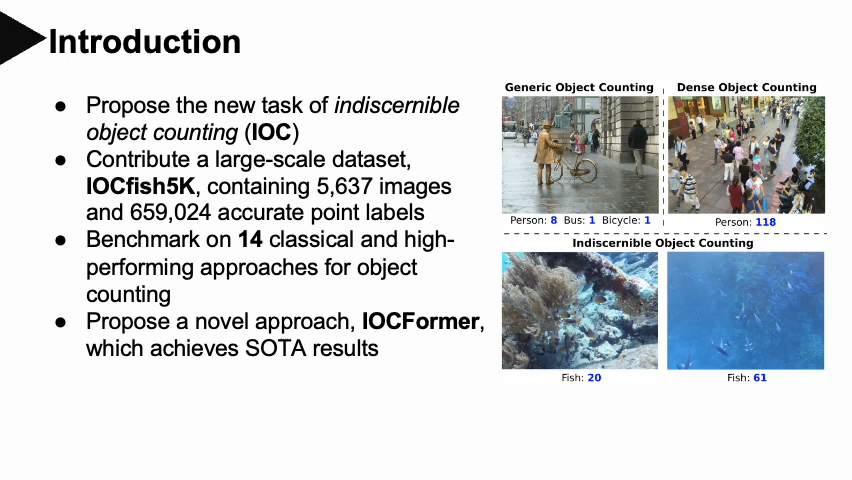 Introduction
● Propose the new task of indiscernible
object counting (IOC)
● Contribute a large-scale dataset,
IOCfish5K, containing 5,637 images
and 659,024 accurate point labels
● Benchmark on 14 classical and high-
performing approaches for object
counting
● Propose a novel approach, IOCFormer,
which achieves SOTA results
Generic Object Counting
Dense Object Counting
Person: 8 Bus: 1 Bicycle: 1
Person: 118
Indiscernible Object Counting
Fish: 20
Fish: 61